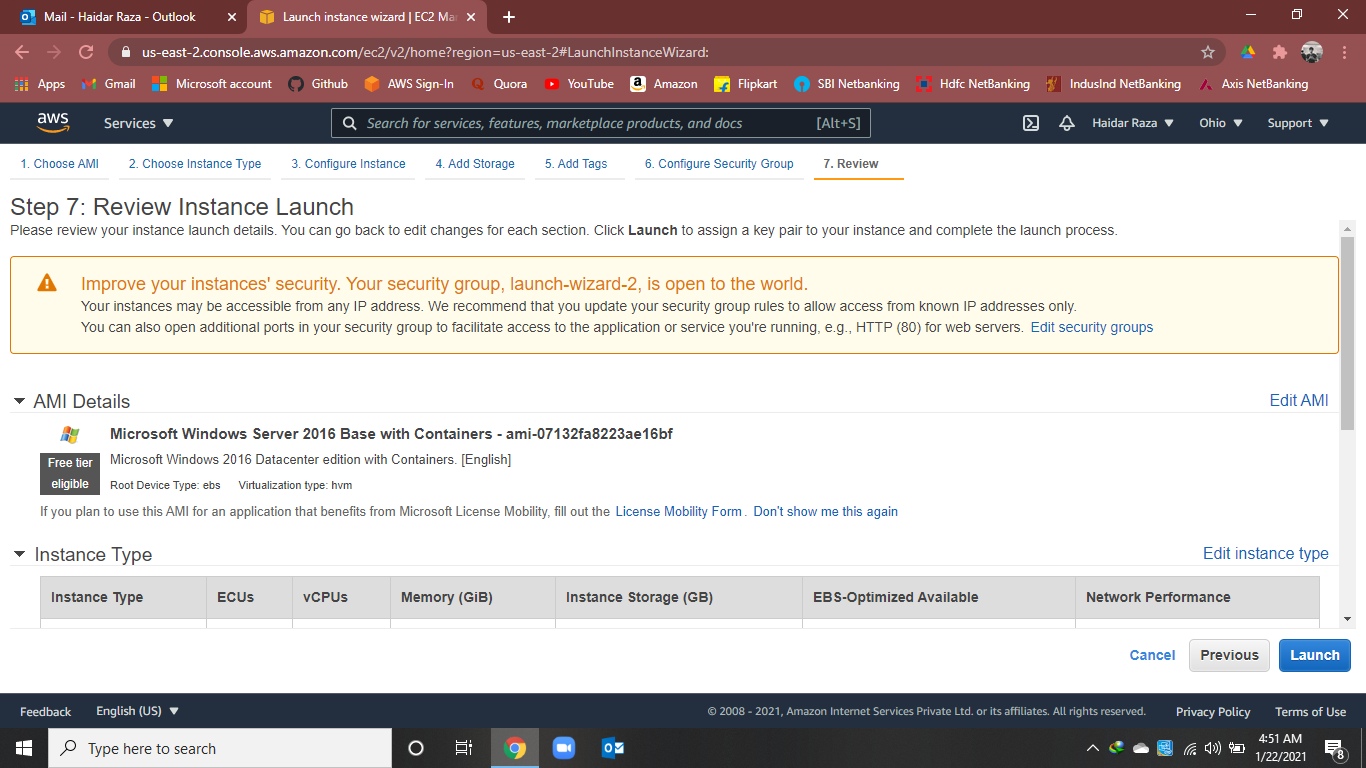 Mail - Haidar Raza - Outlook
Launch instance wizard | EC2 Ma
us-east-2.console.aws.amazon.com/ec2/v2/home?region=us-east-2#LaunchInstanceWizard:
Apps Gmail Microsoft account Github AWS Sign-In Quora YouTube Amazon Flipkart SBI Netbanking Hdfc NetBanking IndusInd NetBanking Axis NetBanking
aws Services Search for services, features, marketplace products, and docs [Alt+S] Haidar Raza Ohio Support
1. Choose AMI 2. Choose Instance Type 3. Configure Instance 4. Add Storage 5. Add Tags 6. Configure Security Group 7. Review
Step 7: Review Instance Launch
Please review your instance launch details. You can go back to edit changes for each section. Click Launch to assign a key pair to your instance and complete the launch process.
Improve your instances' security. Your security group, launch-wizard-2, is open to the world.
Your instances may be accessible from any IP address. We recommend that you update your security group rules to allow access from known IP addresses only.
You can also open additional ports in your security group to facilitate access to the application or service you're running, e.g., HTTP (80) for web servers. Edit security groups
AMI Details Edit AMI
Microsoft Windows Server 2016 Base with Containers - ami-07132fa8223ae16bf
Free tier eligible
Microsoft Windows 2016 Datacenter edition with Containers. [English]
Root Device Type: ebs Virtualization type: hvm
If you plan to use this AMI for an application that benefits from Microsoft License Mobility, fill out the License Mobility Form. Don't show me this again
Instance Type Edit instance type
Instance Type ECUs vCPUs Memory (GiB) Instance Storage (GB) EBS-Optimized Available Network Performance
Cancel Previous Launch
Feedback English (US) © 2008 - 2021, Amazon Internet Services Private Ltd. or its affiliates. All rights reserved. Privacy Policy Terms of Use
Type here to search
4:51 AM
1/22/2021
8